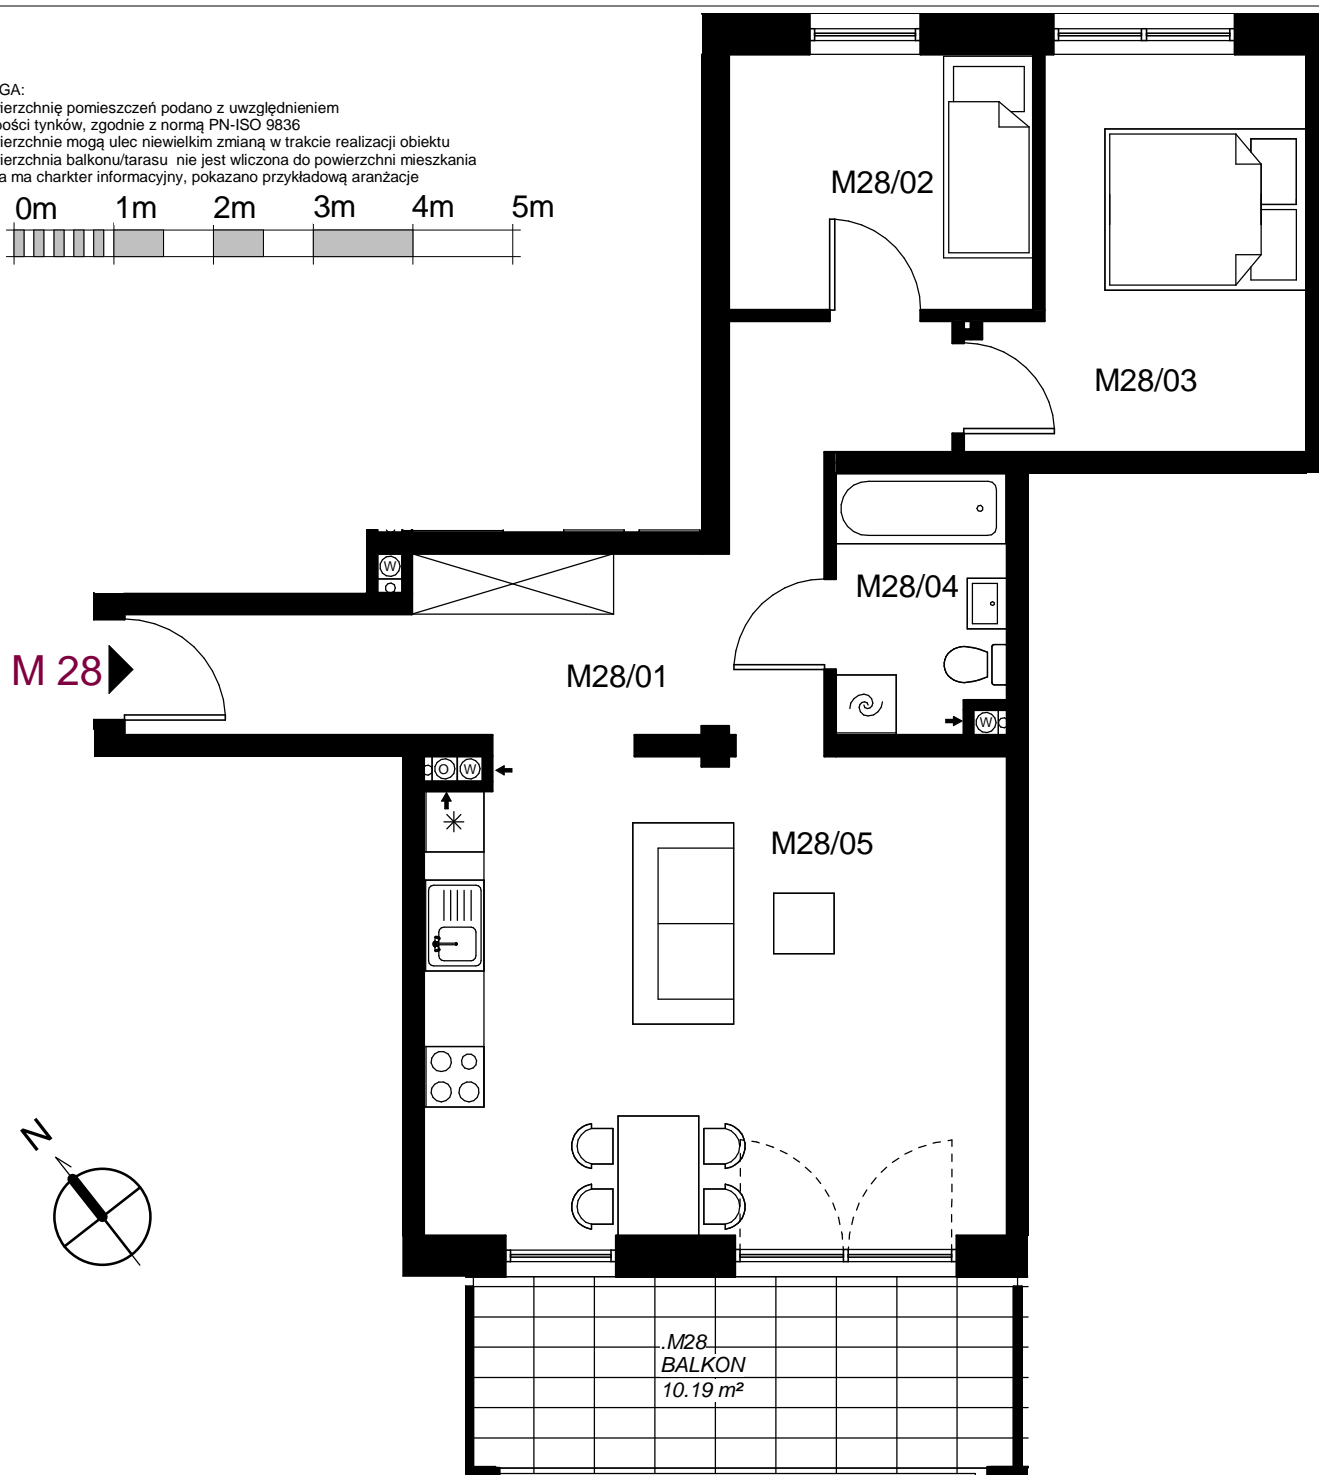 GA:
ierzchnię pomieszczeń podano z uwzględnieniem
ości tynków, zgodnie z normą PN-ISO 9836
ierzchnie mogą ulec niewielkim zmianą w trakcie realizacji obiektu
ierzchnia balkonu/tarasu nie jest wliczona do powierzchni mieszkania
a ma charkter informacyjny, pokazano przykładową aranżacje
0m 1m 2m 3m 4m 5m
M28/02
M28/03
W
M28/04
M 28
M28/01
W
O W
M28/05
N
.M28
BALKON
10.19 m²